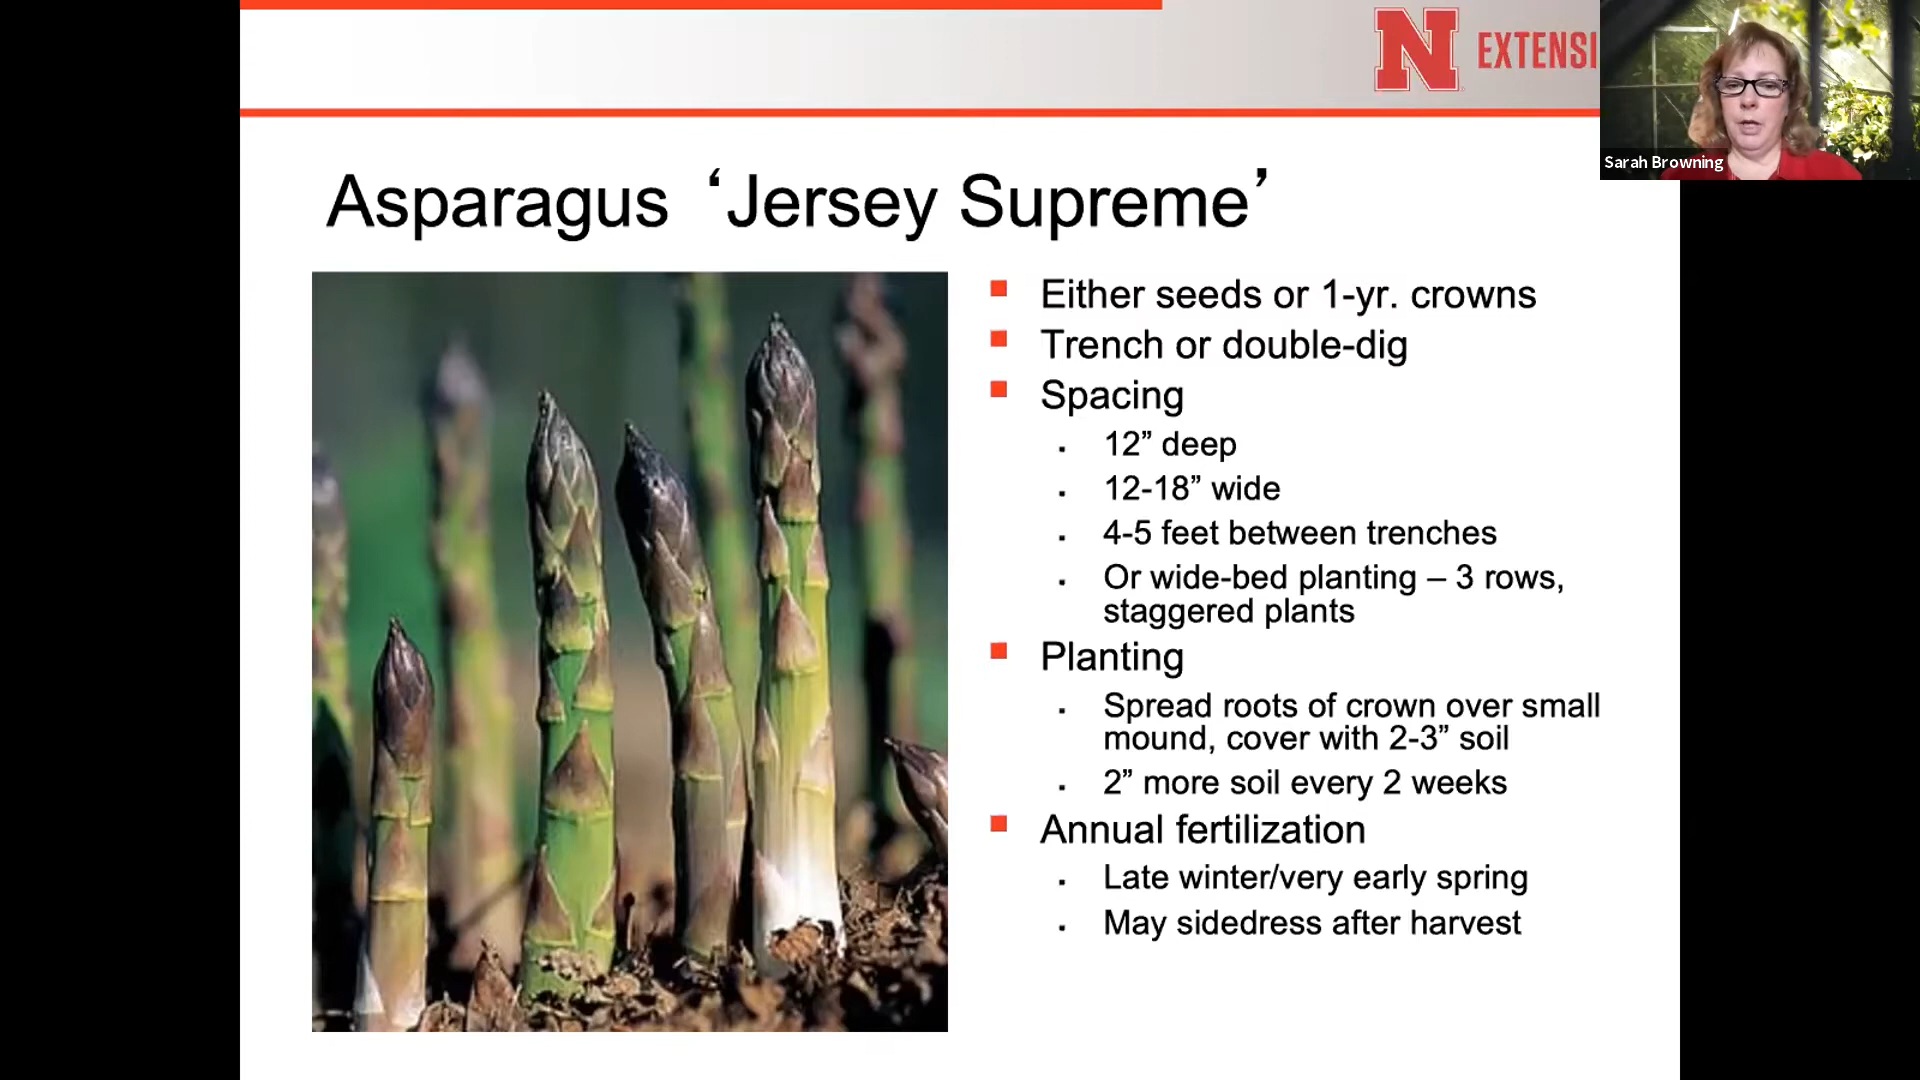 N EXTENSI
Sarah Browning
Asparagus ‘Jersey Supreme’
Either seeds or 1-yr. crowns
Trench or double-dig
Spacing
12” deep
12-18” wide
4-5 feet between trenches
Or wide-bed planting – 3 rows,
staggered plants
Planting
Spread roots of crown over small
mound, cover with 2-3” soil
2” more soil every 2 weeks
Annual fertilization
Late winter/very early spring
May sidedress after harvest